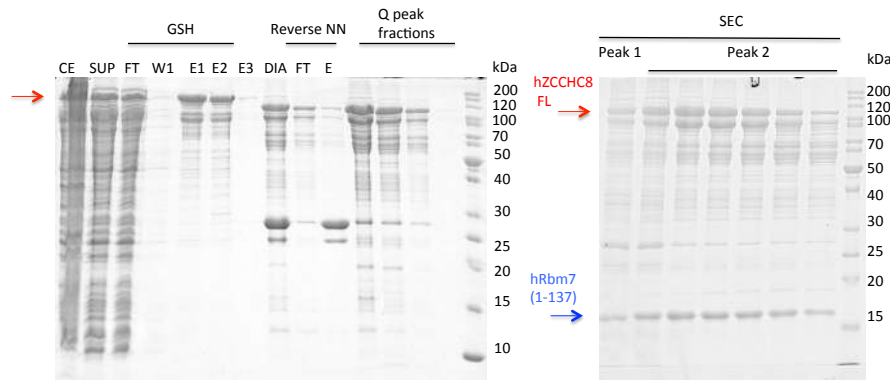 GSH
Reverse NN
Q peak
fractions
CE SUP FT W1 E1 E2 E3 DIA FT E
kDa
200
120
100
70
50
40
30
25
20
15
10
SEC
Peak 1 Peak 2
hZCCHC8
FL
hRbm7
(1-137)
kDa
200
120
100
70
50
40
30
25
20
15